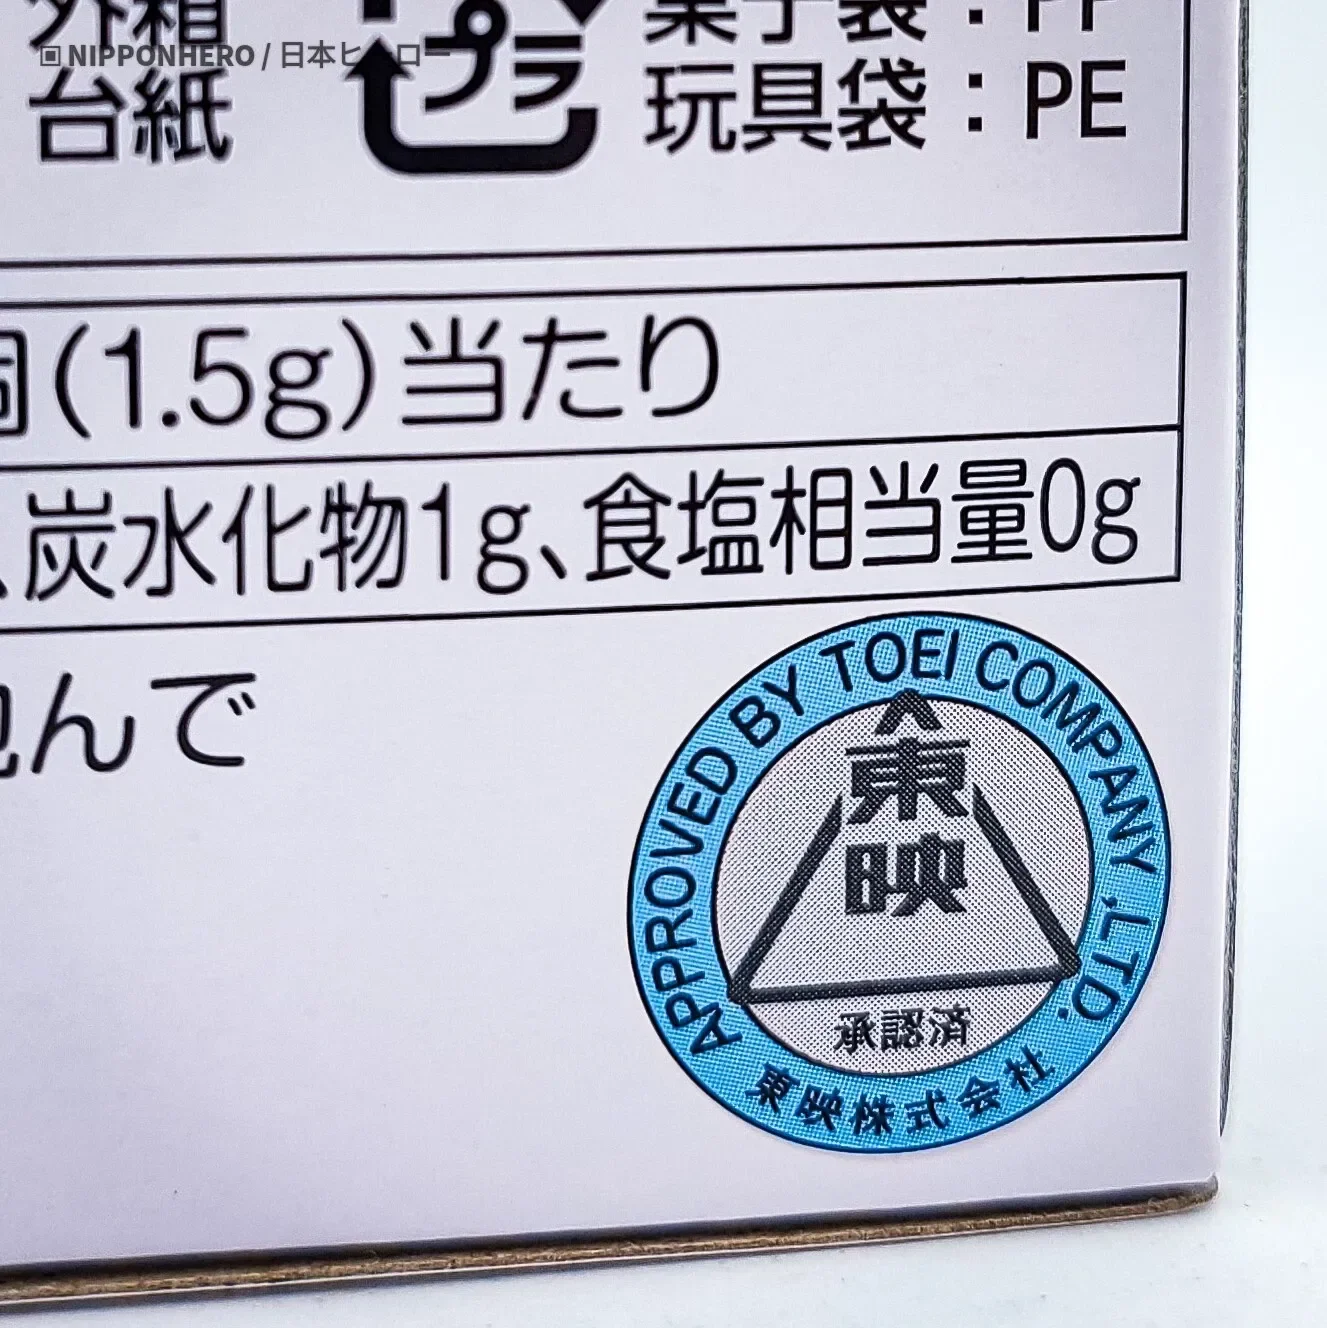 外箱
台紙
プラ
菓子袋:PP
玩具袋:PE
NIPPONHERO / 日本ヒーロー
個(1.5g)当たり
、炭水化物1g、食塩相当量0g
んで
APPROVED BY TOEI COMPANY ,LTD.
東映
承認済
東映株式会社